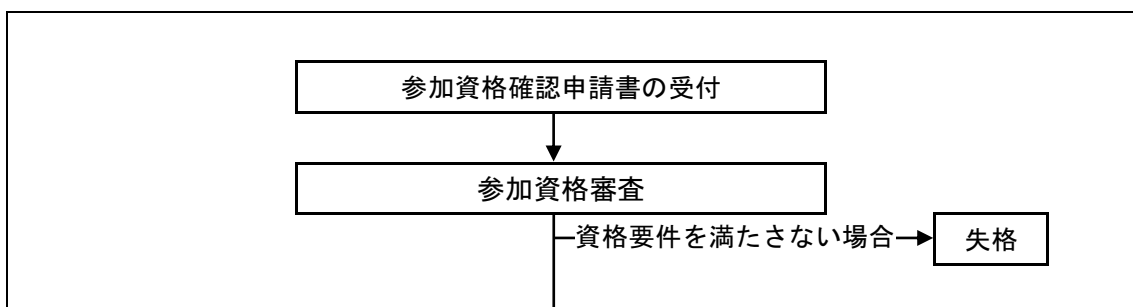 参加資格確認申請書の受付
参加資格審査
資格要件を満たさない場合
失格